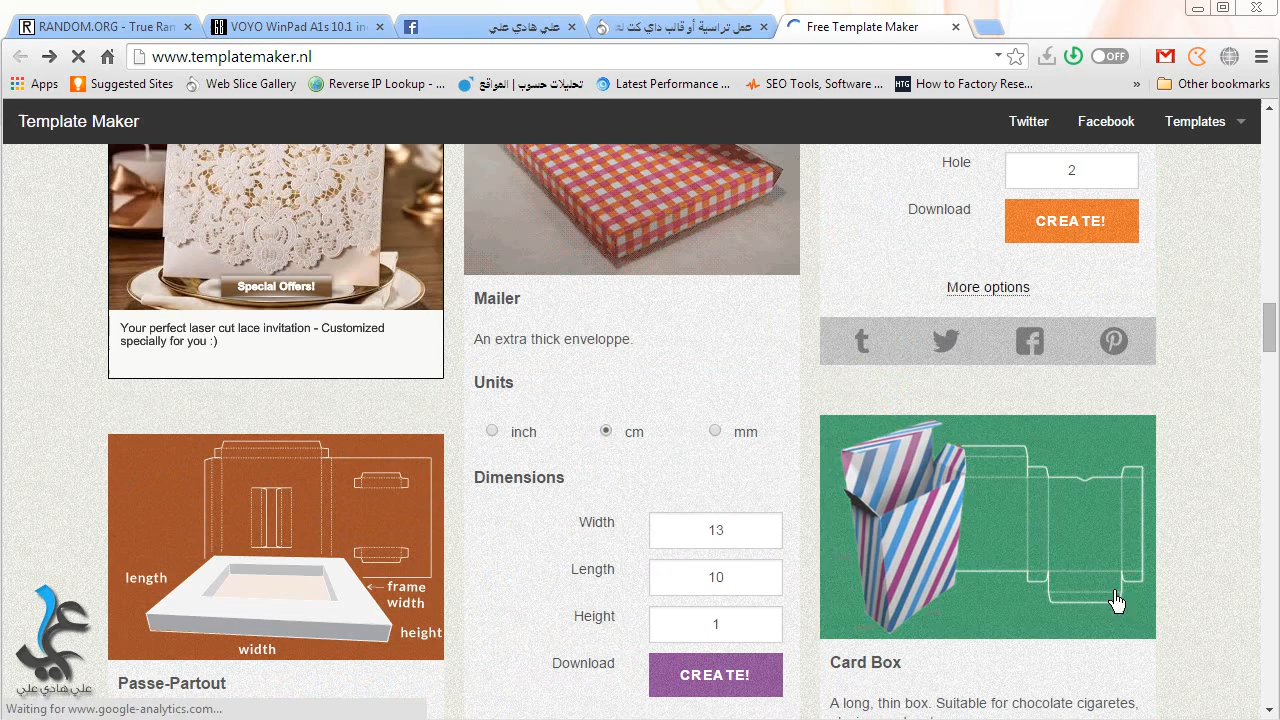 RANDOM.ORG - True Ran
VOYO WinPad A1s 10.1 in
علي هادي علي
عمل تراسية أو قالب داي كت له
Free Template Maker
www.templatemaker.nl
OFF
Apps
Suggested Sites
Web Slice Gallery
Reverse IP Lookup - ...
تحليلات حسوب | المواقع
Latest Performance ...
SEO Tools, Software ...
HTG
How to Factory Rese...
»
Other bookmarks
Template Maker
Twitter
Facebook
Templates
Special Offers!
Your perfect laser cut lace invitation - Customized
specially for you :)
length
frame
width
height
width
Passe-Partout
Mailer
An extra thick enveloppe.
Units
inch
cm
mm
Dimensions
Width
13
Length
10
Height
1
Download
CREATE!
Hole
2
Download
CREATE!
More options
Card Box
A long, thin box. Suitable for chocolate cigaretes,
علي هادي علي
Waiting for www.google-analytics.com...